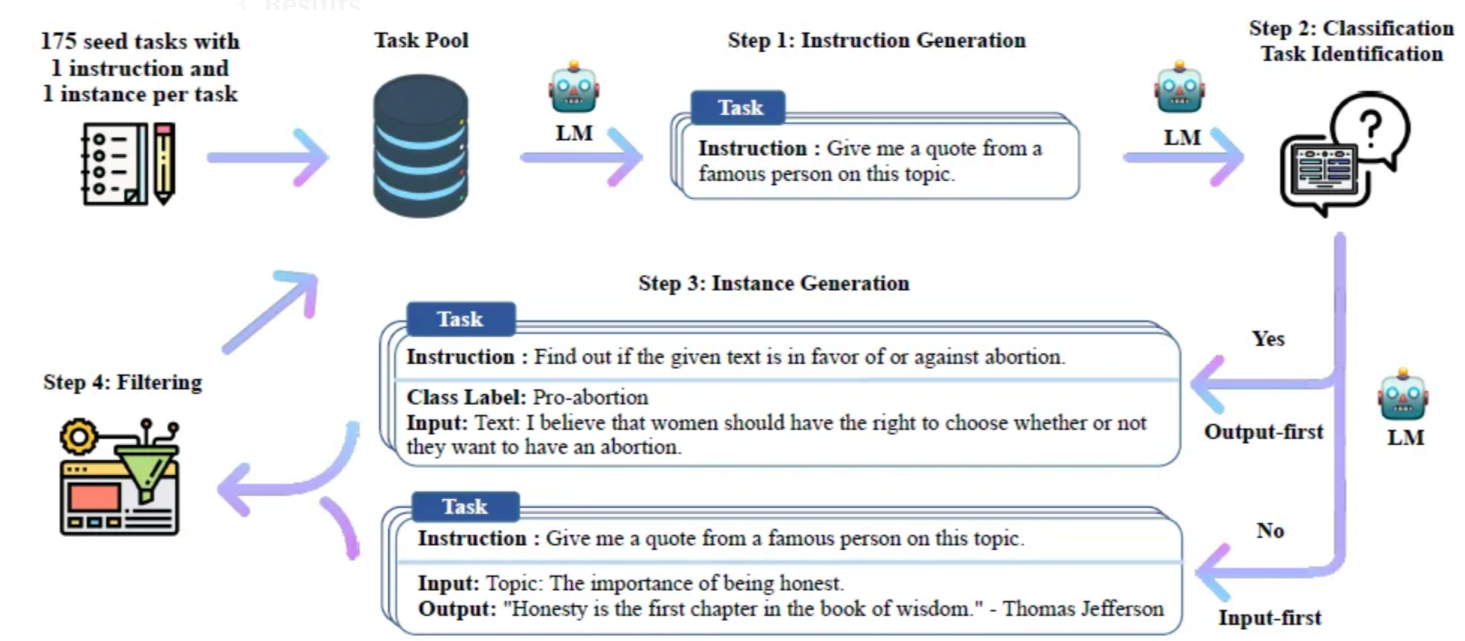 3. Results
175 seed tasks with
1 instruction and
1 instance per task
Task Pool
LM
Step 1: Instruction Generation
Task
Instruction : Give me a quote from a
famous person on this topic.
LM
Step 2: Classification
Task Identification
?
Step 3: Instance Generation
Task
Instruction : Find out if the given text is in favor of or against abortion.
Class Label: Pro-abortion
Input: Text: I believe that women should have the right to choose whether or not
they want to have an abortion.
Yes
Output-first
LM
Step 4: Filtering
Task
Instruction : Give me a quote from a famous person on this topic.
Input: Topic: The importance of being honest.
Output: "Honesty is the first chapter in the book of wisdom." - Thomas Jefferson
No
Input-first